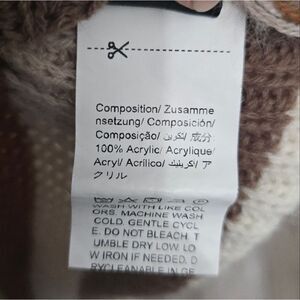 Composition/ Zusamme
nsetzung/ Composición/
Composição/ التكوين/ 成分:
100% Acrylic/ Acrylique/
Acryl/ Acrílico/ اكريليك/ ア
クリル
WASH WITH LIKE COL
ORS. MACHINE WASH
COLD. GENTLE CYCL
E. DO NOT BLEACH. T
UMBLE DRY LOW. LO
W IRON IF NEEDED. D
RYCLEANABLE IN GE